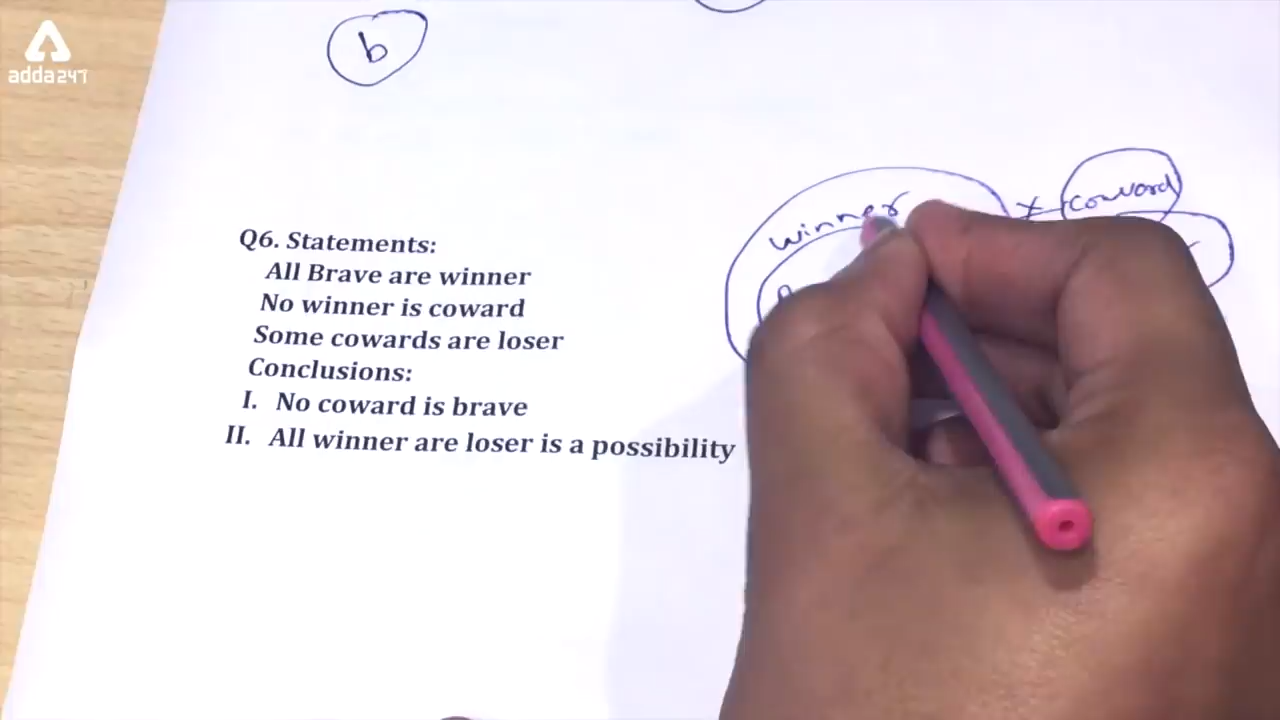 adda247
b
winner
coward
Q6. Statements:
All Brave are winner
No winner is coward
Some cowards are loser
Conclusions:
I. No coward is brave
II. All winner are loser is a possibility